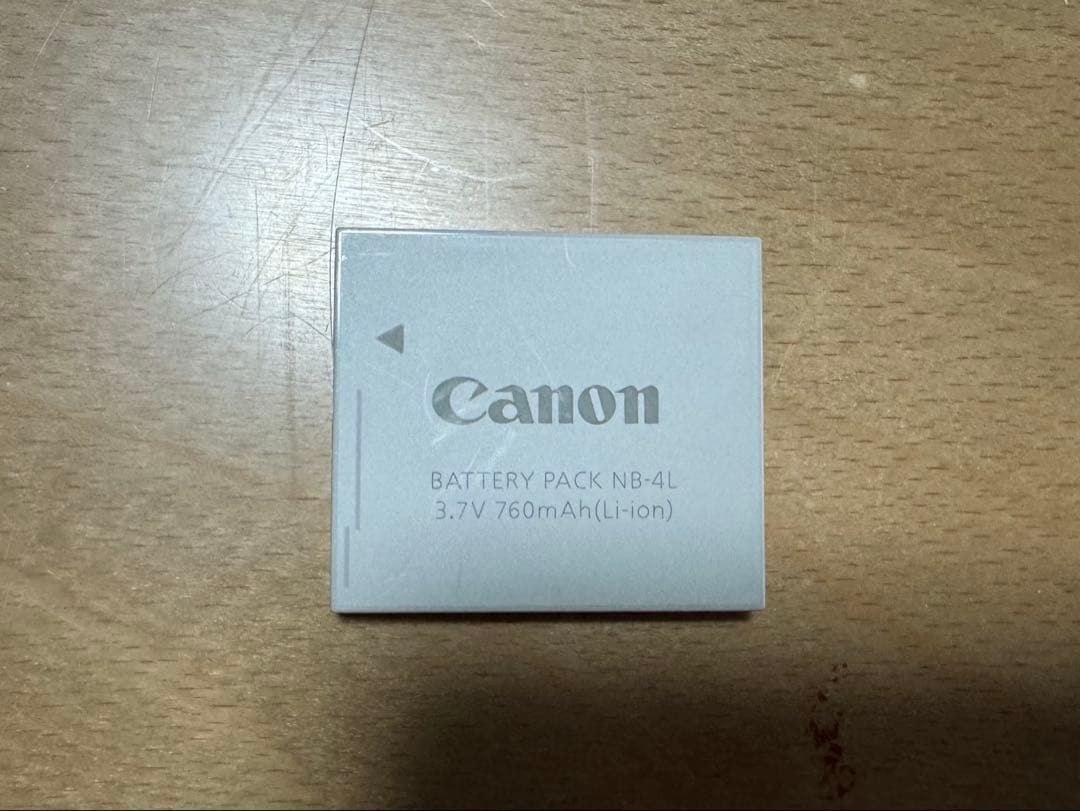 Canon
BATTERY PACK NB-4L
3.7V 760mAh(Li-ion)